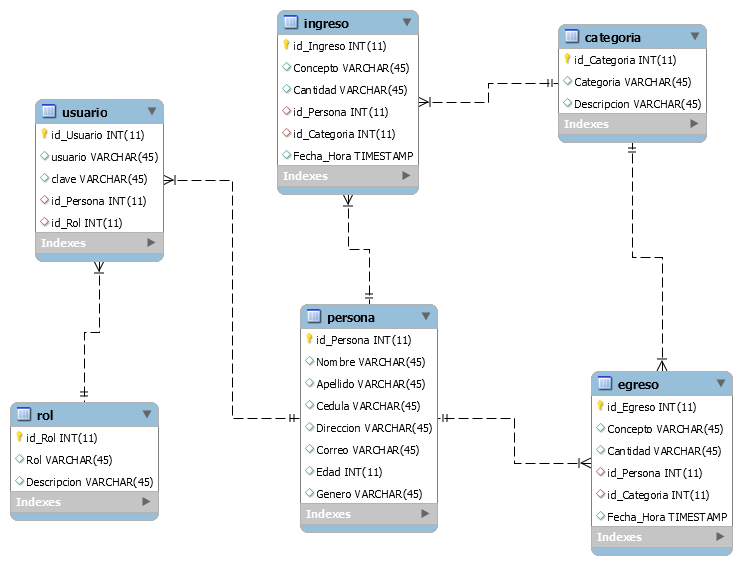 ingreso
id_Ingreso INT(11)
Concepto VARCHAR(45)
Cantidad VARCHAR(45)
id_Persona INT(11)
id_Categoria INT(11)
Fecha_Hora TIMESTAMP
Indexes
categoria
id_Categoria INT(11)
Categoria VARCHAR(45)
Descripcion VARCHAR(45)
Indexes
usuario
id_Usuario INT(11)
usuario VARCHAR(45)
clave VARCHAR(45)
id_Persona INT(11)
id_Rol INT(11)
Indexes
persona
id_Persona INT(11)
Nombre VARCHAR(45)
Apellido VARCHAR(45)
Cedula VARCHAR(45)
Direccion VARCHAR(45)
Correo VARCHAR(45)
Edad INT(11)
Genero VARCHAR(45)
Indexes
egreso
id_Egreso INT(11)
Concepto VARCHAR(45)
Cantidad VARCHAR(45)
id_Persona INT(11)
id_Categoria INT(11)
Fecha_Hora TIMESTAMP
Indexes
rol
id_Rol INT(11)
Rol VARCHAR(45)
Descripcion VARCHAR(45)
Indexes